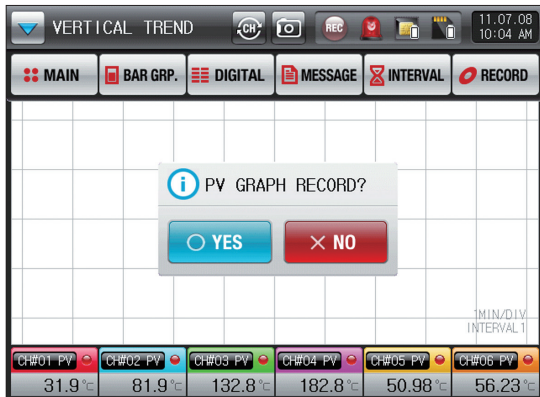 VERTICAL TREND CH REC 11.07.08
10:04 AM
MAIN BAR GRP. DIGITAL MESSAGE INTERVAL RECORD
i PV GRAPH RECORD?
YES NO
1MIN/DIV
INTERVAL 1
CH#01 PV CH#02 PV CH#03 PV CH#04 PV CH#05 PV CH#06 PV
31.9℃ 81.9℃ 132.8℃ 182.8℃ 50.98℃ 56.23℃